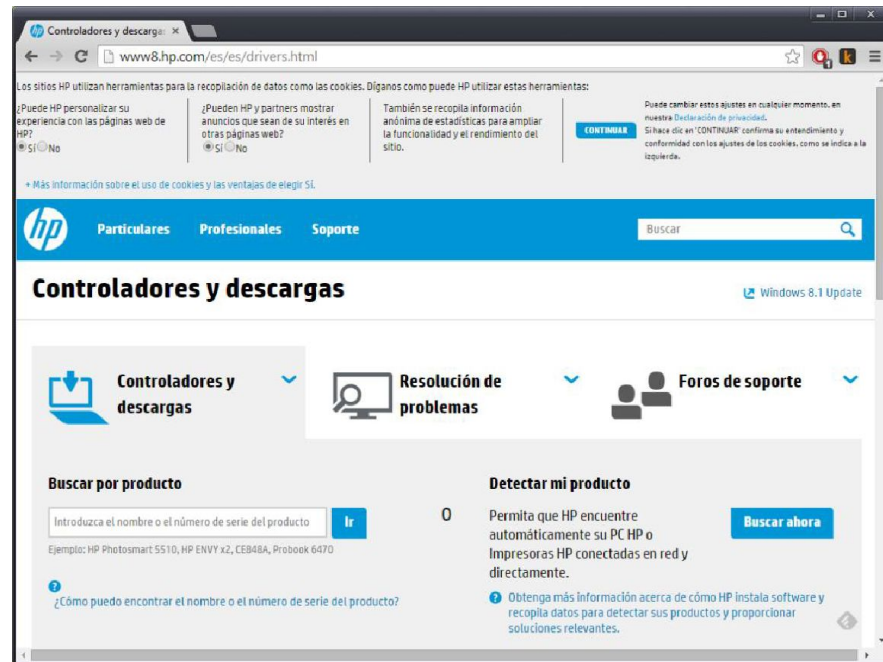 Controladores y descargas
www8.hp.com/es/es/drivers.html
Los sitios HP utilizan herramientas para la recopilación de datos como las cookies. Díganos como puede HP utilizar estas herramientas:
¿Puede HP personalizar su
experiencia con las páginas web de
HP?
Sí No
¿Pueden HP y partners mostrar
anuncios que sean de su interés en
otras páginas web?
Sí No
También se recopila información
anónima de estadísticas para ampliar
la funcionalidad y el rendimiento del
sitio.
CONTINUAR
Puede cambiar estos ajustes en cualquier momento, en
nuestra Declaración de privacidad.
Si hace clic en 'CONTINUAR' confirma su entendimiento y
conformidad con los ajustes de los cookies, como se indica a la
izquierda.
+ Más información sobre el uso de cookies y las ventajas de elegir Sí.
hp
Particulares Profesionales Soporte
Buscar
Controladores y descargas
Windows 8.1 Update
Controladores y
descargas
Resolución de
problemas
Foros de soporte
Buscar por producto
Introduzca el nombre o el número de serie del producto
Ir
Ejemplo: HP Photosmart 5510, HP ENVY x2, CEB48A, Probook 6470
¿Cómo puedo encontrar el nombre o el número de serie del producto?
O
Detectar mi producto
Permita que HP encuentre
automáticamente su PC HP o
Impresoras HP conectadas en red y
directamente.
Buscar ahora
Obtenga más información acerca de cómo HP instala software y
recopila datos para detectar sus productos y proporcionar
soluciones relevantes.